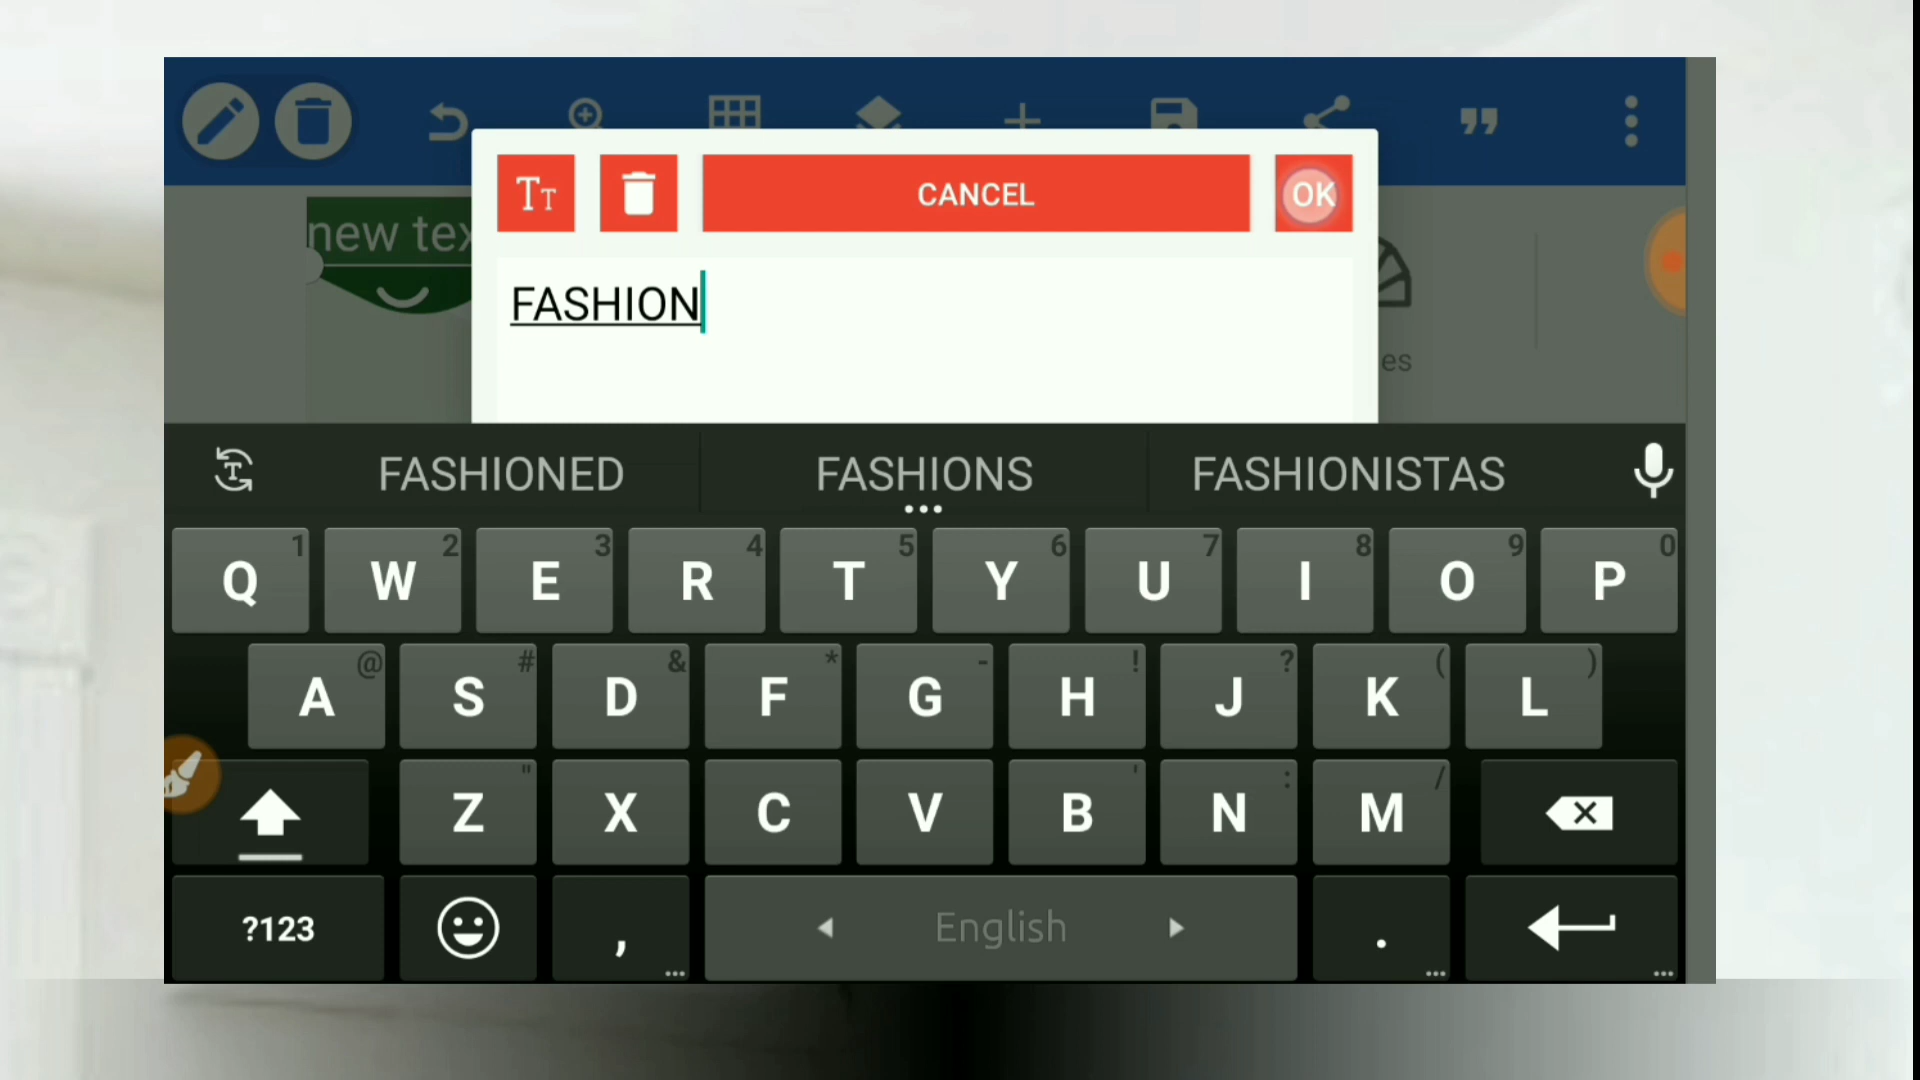 Tт CANCEL OK
new tex
FASHION
es
FASHIONED FASHIONS FASHIONISTAS
Q 1 W 2 E 3 R 4 T 5 Y 6 U 7 I 8 O 9 P 0
A @ S # D & F * G - H ! J ? K ( L )
Z " X C V B ' N : M /
?123 , English .